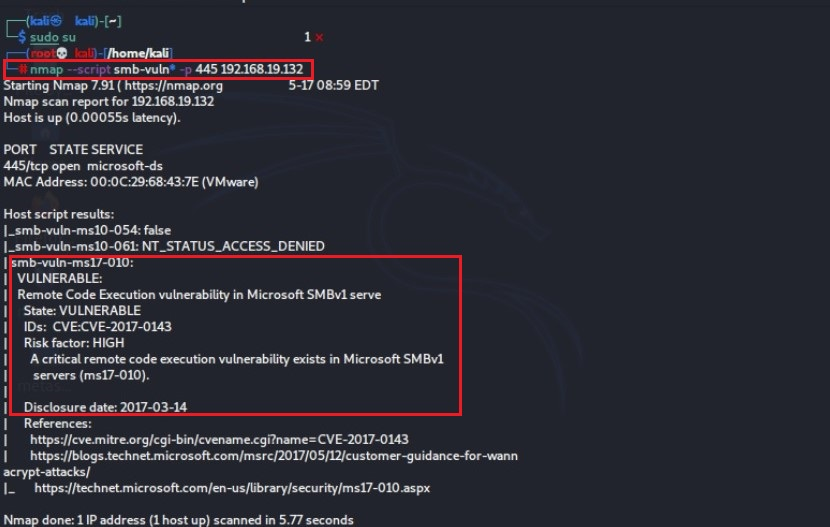 (kali㉿ kali)-[~]
$ sudo su 1 ×
(root💀 kali)-[/home/kali]
# nmap --script smb-vuln* -p 445 192.168.19.132
Starting Nmap 7.91 ( https://nmap.org 5-17 08:59 EDT
Nmap scan report for 192.168.19.132
Host is up (0.00055s latency).
PORT STATE SERVICE
445/tcp open microsoft-ds
MAC Address: 00:0C:29:68:43:7E (VMware)
Host script results:
|_smb-vuln-ms10-054: false
|_smb-vuln-ms10-061: NT_STATUS_ACCESS_DENIED
| smb-vuln-ms17-010:
| VULNERABLE:
| Remote Code Execution vulnerability in Microsoft SMBv1 serve
| State: VULNERABLE
| IDs: CVE:CVE-2017-0143
| Risk factor: HIGH
| A critical remote code execution vulnerability exists in Microsoft SMBv1
| servers (ms17-010).
|
| Disclosure date: 2017-03-14
| References:
| https://cve.mitre.org/cgi-bin/cvename.cgi?name=CVE-2017-0143
| https://blogs.technet.microsoft.com/msrc/2017/05/12/customer-guidance-for-wann
acrypt-attacks/
|_ https://technet.microsoft.com/en-us/library/security/ms17-010.aspx
Nmap done: 1 IP address (1 host up) scanned in 5.77 seconds